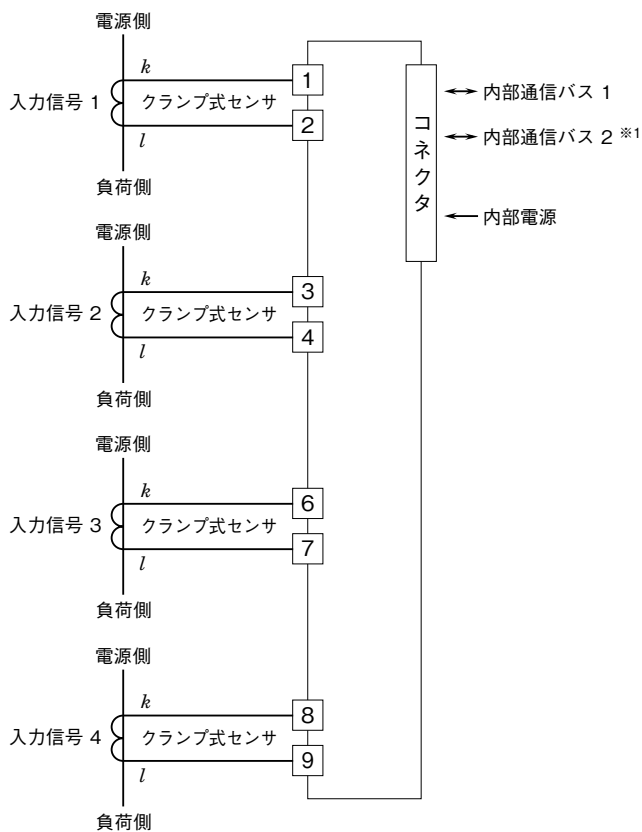 電源側
k
入力信号 1
クランプ式センサ
l
負荷側
1
2
電源側
k
入力信号 2
クランプ式センサ
l
負荷側
3
4
電源側
k
入力信号 3
クランプ式センサ
l
負荷側
6
7
電源側
k
入力信号 4
クランプ式センサ
l
負荷側
8
9
コネクタ
内部通信バス 1
内部通信バス 2 ※1
内部電源